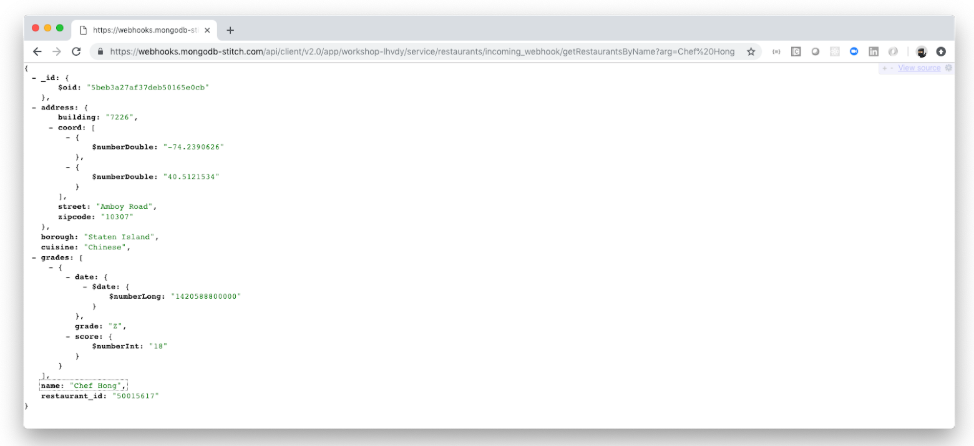 https://webhooks.mongodb-sti
https://webhooks.mongodb-stitch.com/api/client/v2.0/app/workshop-lhvdy/service/restaurants/incoming_webhook/getRestaurantsByName?arg=Chef%20Hong
+ - View source
{
- _id: {
$oid: "5beb3a27af37deb50165e0cb"
},
- address: {
building: "7226",
- coord: [
- {
$numberDouble: "-74.2390626"
},
- {
$numberDouble: "40.5121534"
}
],
street: "Amboy Road",
zipcode: "10307"
},
borough: "Staten Island",
cuisine: "Chinese",
- grades: [
- {
- date: {
- $date: {
$numberLong: "1420588800000"
}
},
grade: "Z",
- score: {
$numberInt: "18"
}
}
],
name: "Chef Hong",
restaurant_id: "50015617"
}